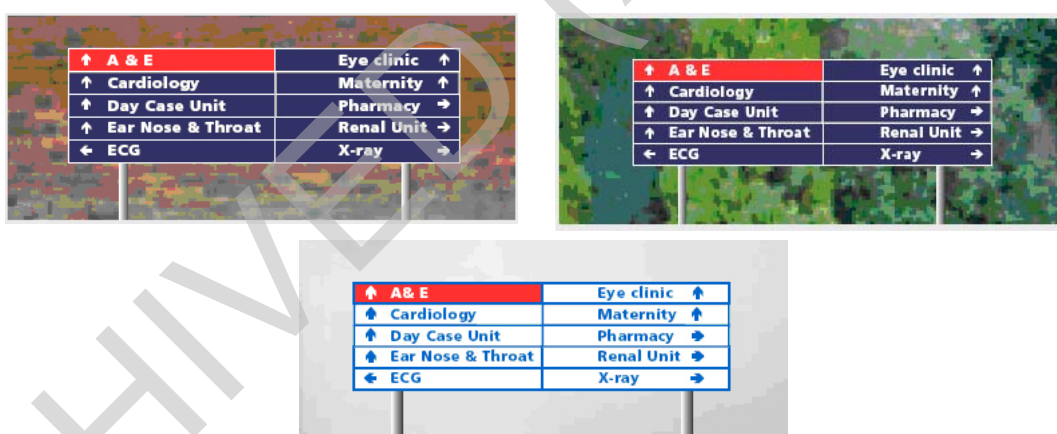 A & E Eye clinic
Cardiology Maternity
Day Case Unit Pharmacy
Ear Nose & Throat Renal Unit
ECG X-ray
A & E Eye clinic
Cardiology Maternity
Day Case Unit Pharmacy
Ear Nose & Throat Renal Unit
ECG X-ray
A& E Eye clinic
Cardiology Maternity
Day Case Unit Pharmacy
Ear Nose & Throat Renal Unit
ECG X-ray
HIVED